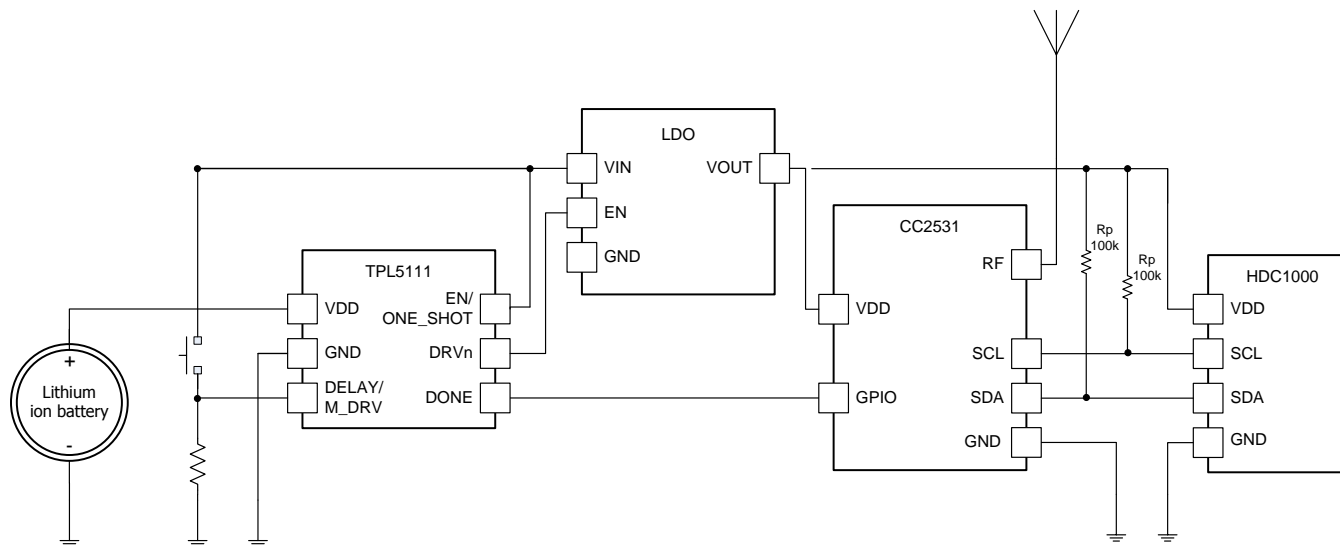 LDO
VIN
VOUT
EN
GND
TPL5111
VDD
EN/
ONE_SHOT
GND
DRVn
DELAY/
M_DRV
DONE
+
Lithium
ion battery
-
CC2531
RF
VDD
SCL
GPIO
SDA
GND
Rp
100k
Rp
100k
HDC1000
VDD
SCL
SDA
GND